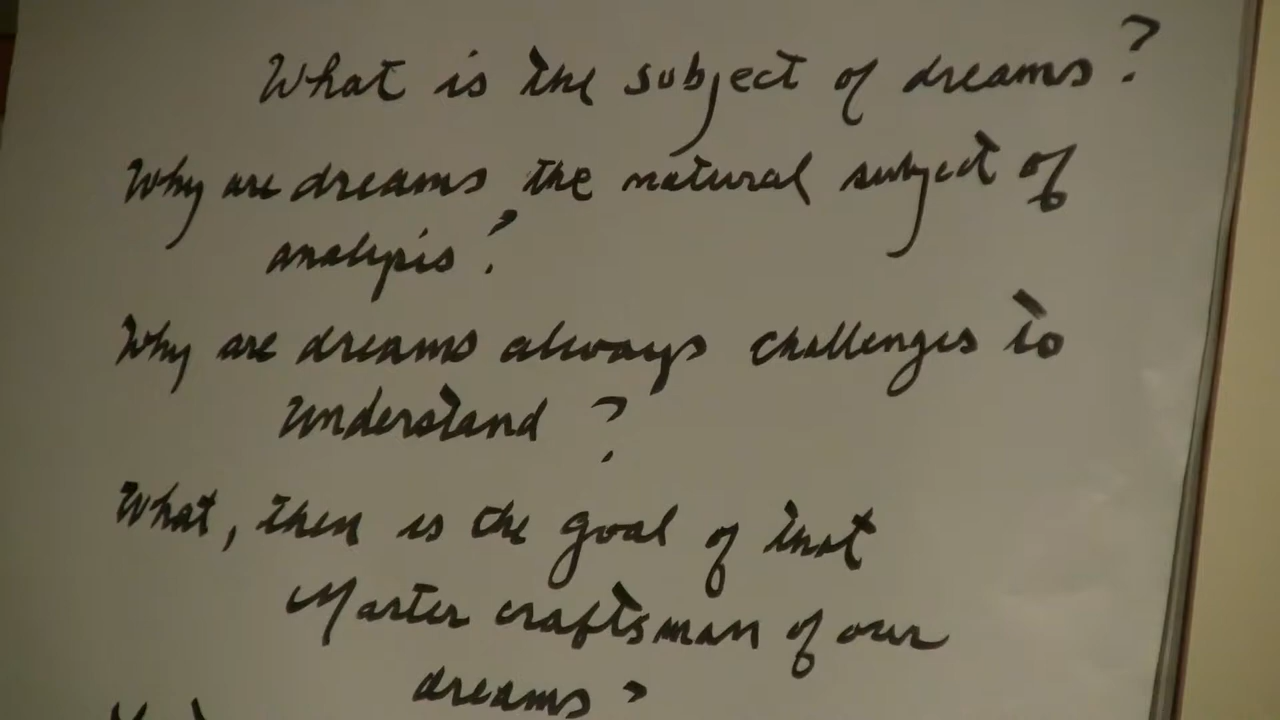 What is the subject of dreams?
Why are dreams the natural subject of
analysis?
Why are dreams always challenges to
Understand?
What, then is the goal of that
Master craftsman of our
dreams?